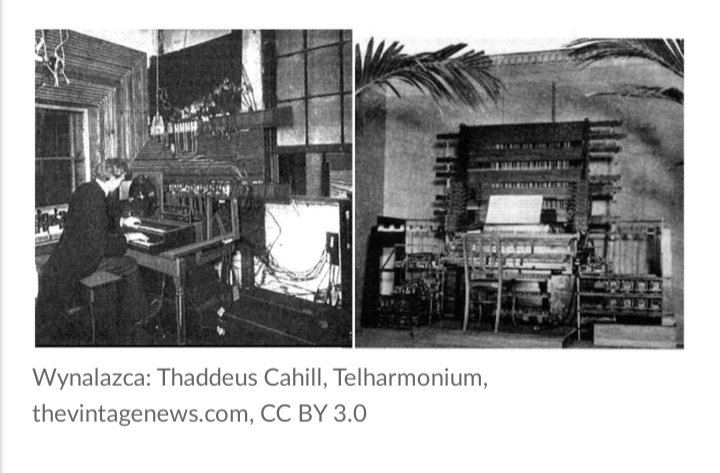 Wynalazca: Thaddeus Cahill, Telharmonium,
thevintagenews.com, CC BY 3.0